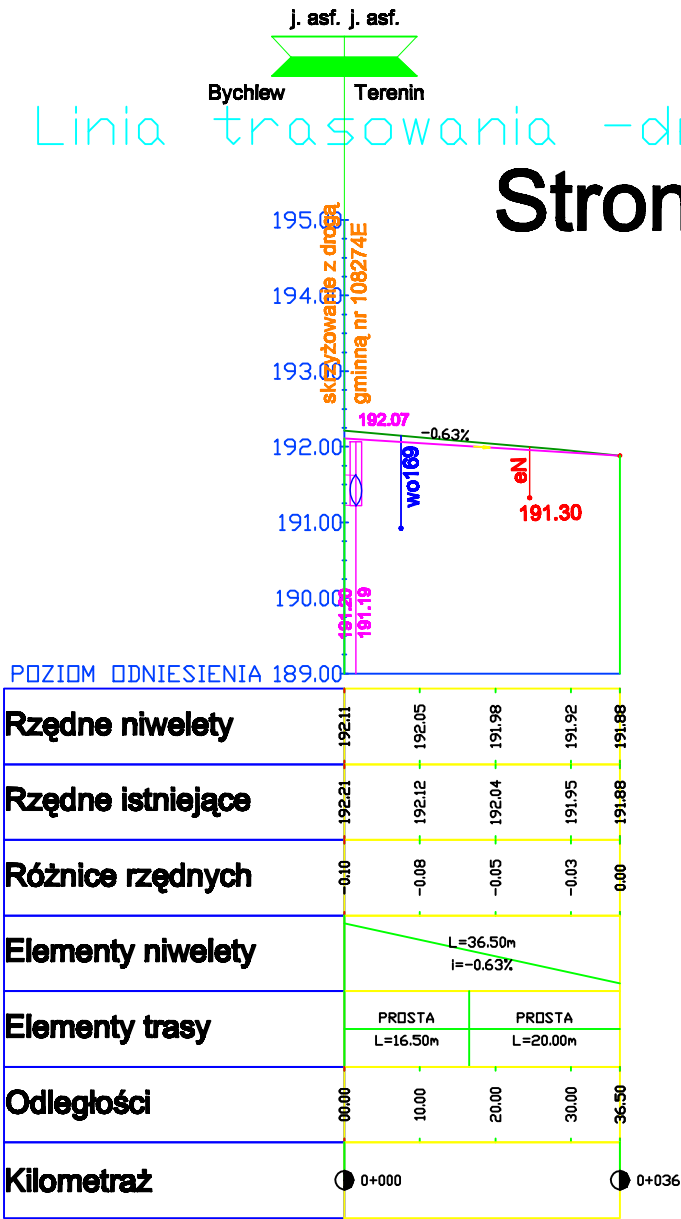 j. asf. j. asf.
Bychlew Terenin
Linia trasowania -dr
Stron
195.00
skrzyżowanie z drogą
gminną nr 108274E
194.00
193.00
192.07
-0.63%
192.00
wo169
eN
191.30
191.00
190.00
191.20
191.19
POZIOM ODNIESIENIA 189.00
Rzędne niwelety 192.11 192.05 191.98 191.92 191.88
Rzędne istniejące 192.21 192.12 192.04 191.95 191.88
Różnice rzędnych -0.10 -0.08 -0.05 -0.03 0.00
Elementy niwelety L=36.50m
i=-0.63%
Elementy trasy PROSTA PROSTA
L=16.50m L=20.00m
Odległości 00.00 10.00 20.00 30.00 36.50
Kilometraż 0+000 0+036